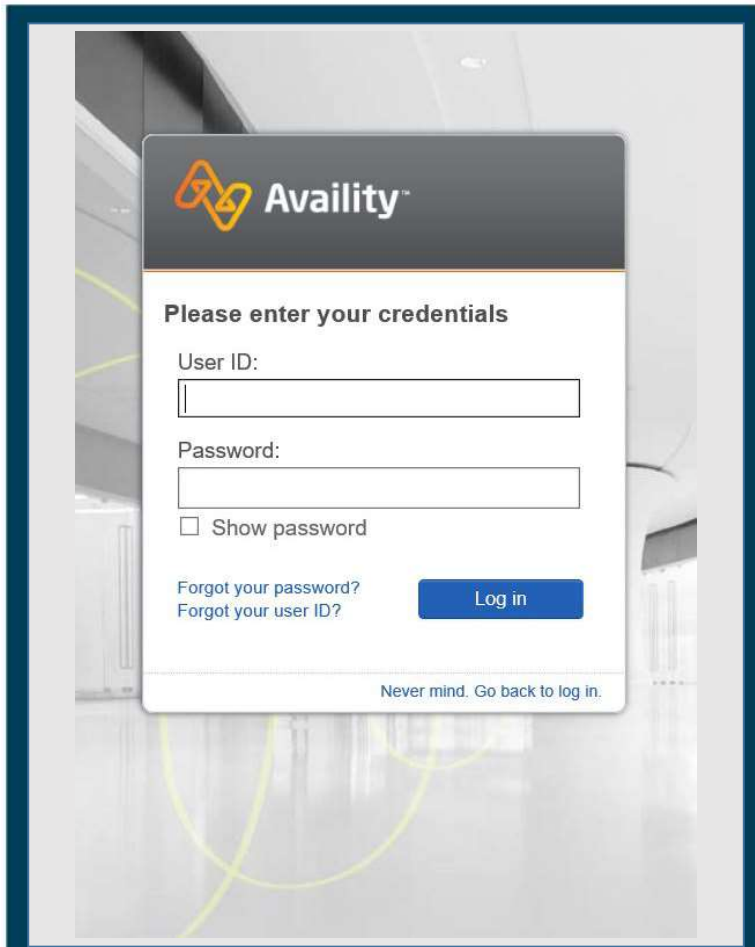 Availity™
Please enter your credentials
User ID:
Password:
Show password
Forgot your password?
Log in
Forgot your user ID?
Never mind. Go back to log in.